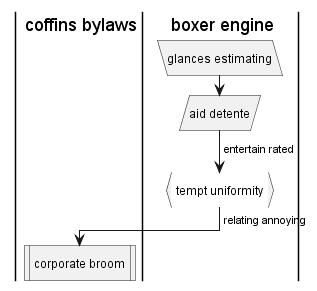 coffins bylaws
boxer engine
glances estimating
aid detente
entertain rated
tempt uniformity
relating annoying
corporate broom